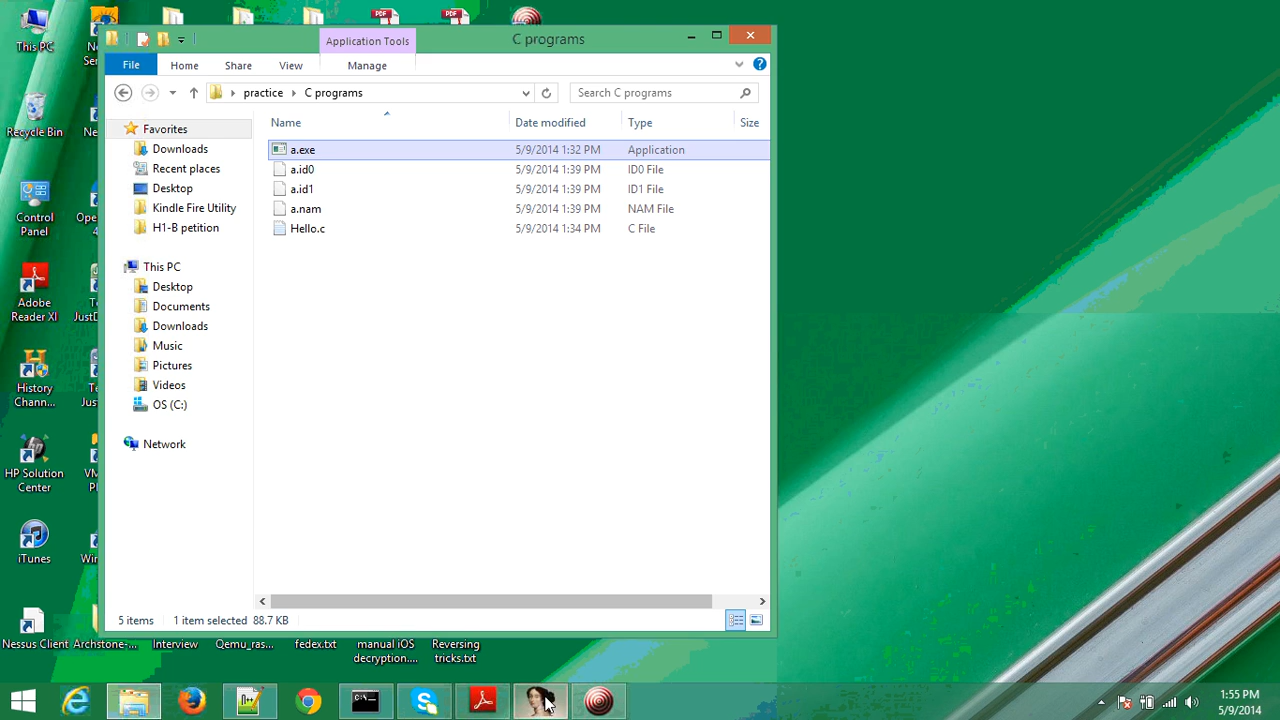 This PC
Recycle Bin
Control
Panel
Adobe
Reader XI
History
Chann...
HP Solution
Center
iTunes
Nessus Client
Archstone-...
Interview
Qemu_ras...
fedex.txt
manual iOS
decryption....
Reversing
tricks.txt
PDF
PDF
Application Tools
C programs
File
Home
Share
View
Manage
practice
C programs
Search C programs
Name
Date modified
Type
Size
Favorites
Downloads
Recent places
Desktop
Kindle Fire Utility
H1-B petition
This PC
Desktop
Documents
Downloads
Music
Pictures
Videos
OS (C:)
Network
a.exe 5/9/2014 1:32 PM Application
a.id0 5/9/2014 1:39 PM ID0 File
a.id1 5/9/2014 1:39 PM ID1 File
a.nam 5/9/2014 1:39 PM NAM File
Hello.c 5/9/2014 1:34 PM C File
5 items 1 item selected 88.7 KB
1:55 PM
5/9/2014